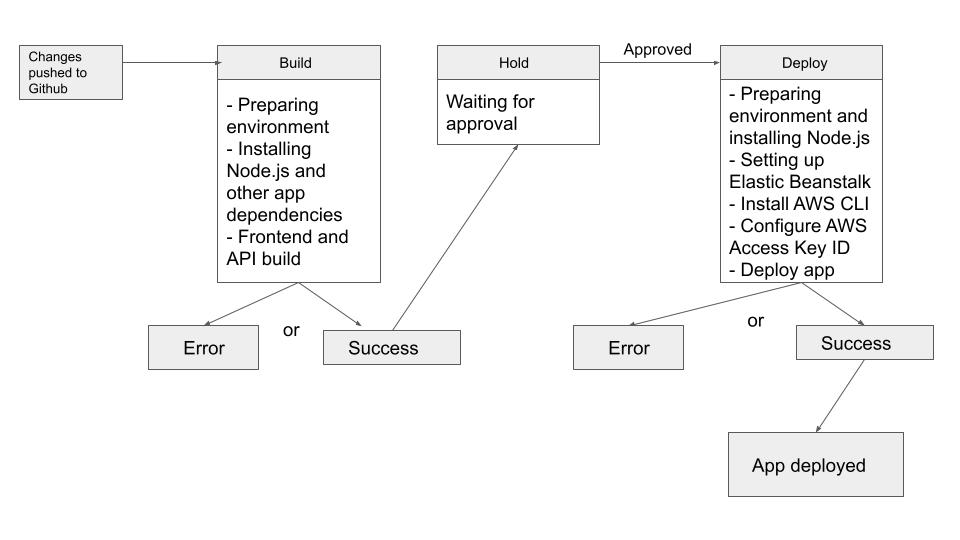 Changes
pushed to
Github
Build
- Preparing
environment
- Installing
Node.js and
other app
dependencies
- Frontend and
API build
Error
or
Success
Hold
Waiting for
approval
Approved
Deploy
- Preparing
environment and
installing Node.js
- Setting up
Elastic Beanstalk
- Install AWS CLI
- Configure AWS
Access Key ID
- Deploy app
Error
or
Success
App deployed